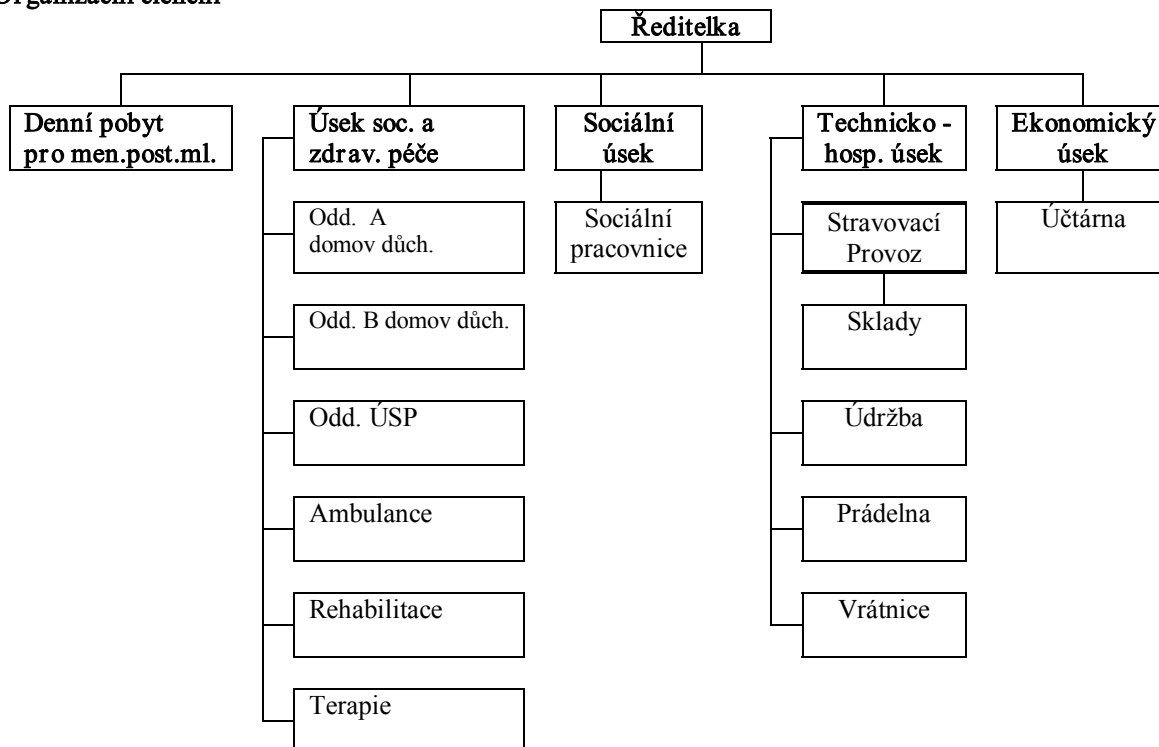 Organizační členění
Ředitelka
Denní pobyt
pro men.post.ml.
Úsek soc. a
zdrav. péče
Sociální
úsek
Technicko -
hosp. úsek
Ekonomický
úsek
Odd. A
domov důch.
Sociální
pracovnice
Stravovací
Provoz
Účtárna
Odd. B domov důch.
Sklady
Odd. ÚSP
Údržba
Ambulance
Prádelna
Rehabilitace
Vrátnice
Terapie